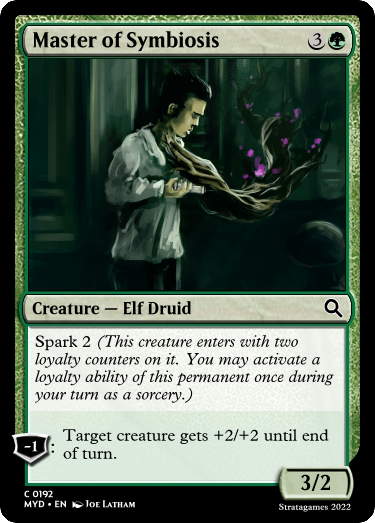 Master of Symbiosis 3
Creature — Elf Druid
Spark 2 (This creature enters with two
loyalty counters on it. You may activate a
loyalty ability of this permanent once during
your turn as a sorcery.)
-1: Target creature gets +2/+2 until end
of turn.
3/2
C 0192
MYD • EN Joe Latham
Stratagames 2022